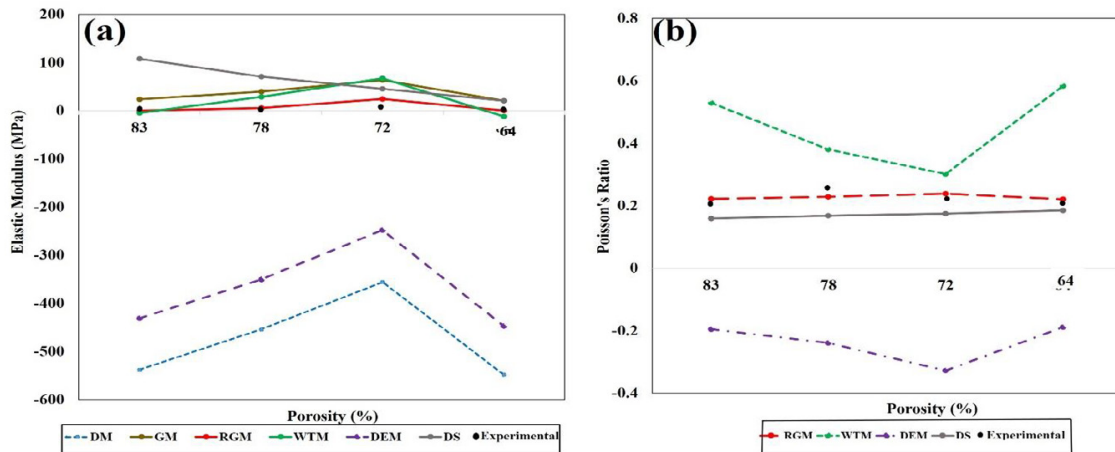 (a)
200
100
0
-100
-200
-300
-400
-500
-600
Elastic Modulus (MPa)
83 78 72 64
Porosity (%)
DM GM RGM WTM DEM DS Experimental
(b)
0.8
0.6
0.4
0.2
0
-0.2
-0.4
Poisson's Ratio
83 78 72 64
Porosity (%)
RGM WTM DEM DS Experimental